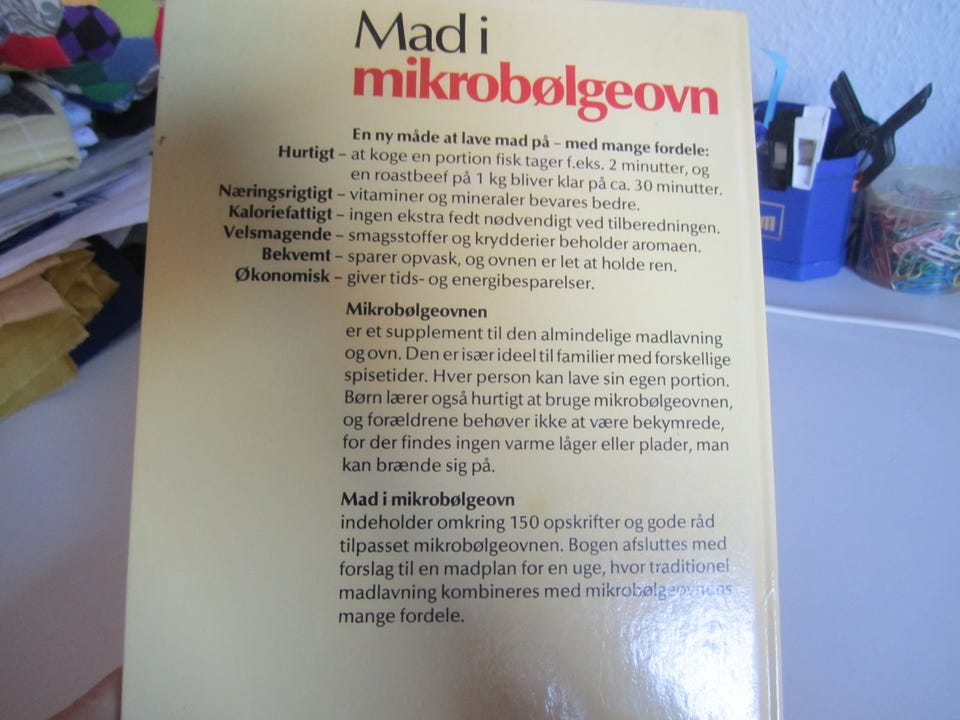 Mad i
mikrobølgeovn
En ny måde at lave mad på – med mange fordele:
Hurtigt – at koge en portion fisk tager f.eks. 2 minutter, og
en roastbeef på 1 kg bliver klar på ca. 30 minutter.
Næringsrigtigt – vitaminer og mineraler bevares bedre.
Kaloriefattigt – ingen ekstra fedt nødvendigt ved tilberedningen.
Velsmagende – smagsstoffer og krydderier beholder aromaen.
Bekvemt – sparer opvask, og ovnen er let at holde ren.
Økonomisk – giver tids- og energibesparelser.
Mikrobølgeovnen
er et supplement til den almindelige madlavning
og ovn. Den er især ideel til familier med forskellige
spisetider. Hver person kan lave sin egen portion.
Børn lærer også hurtigt at bruge mikrobølgeovnen,
og forældrene behøver ikke at være bekymrede,
for der findes ingen varme låger eller plader, man
kan brænde sig på.
Mad i mikrobølgeovn
indeholder omkring 150 opskrifter og gode råd
tilpasset mikrobølgeovnen. Bogen afsluttes med
forslag til en madplan for en uge, hvor traditionel
madlavning kombineres med mikrobølgeovnens
mange fordele.